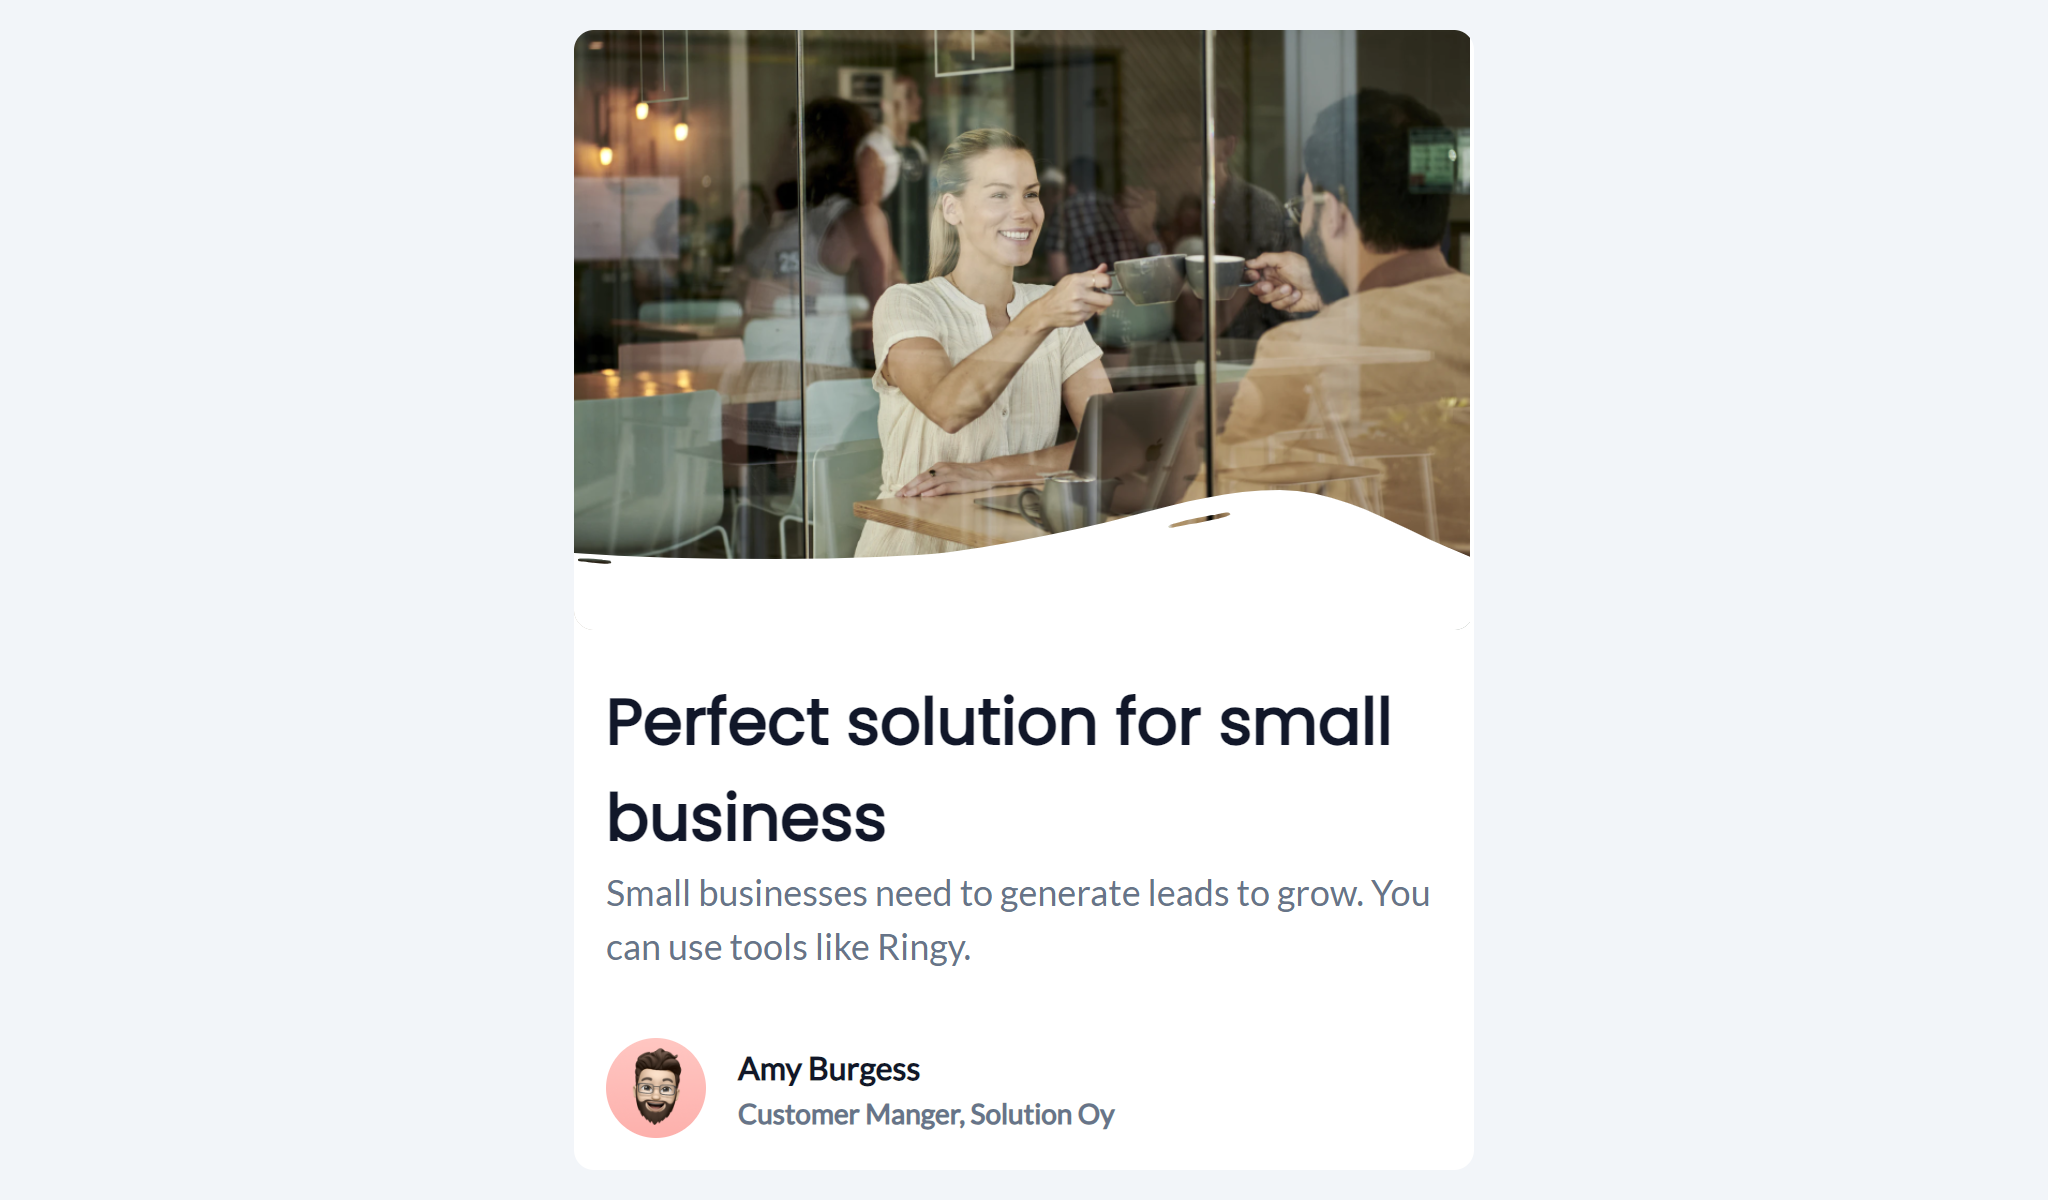 25
Perfect solution for small
business
Small businesses need to generate leads to grow. You
can use tools like Ringy.
Amy Burgess
Customer Manger, Solution Oy